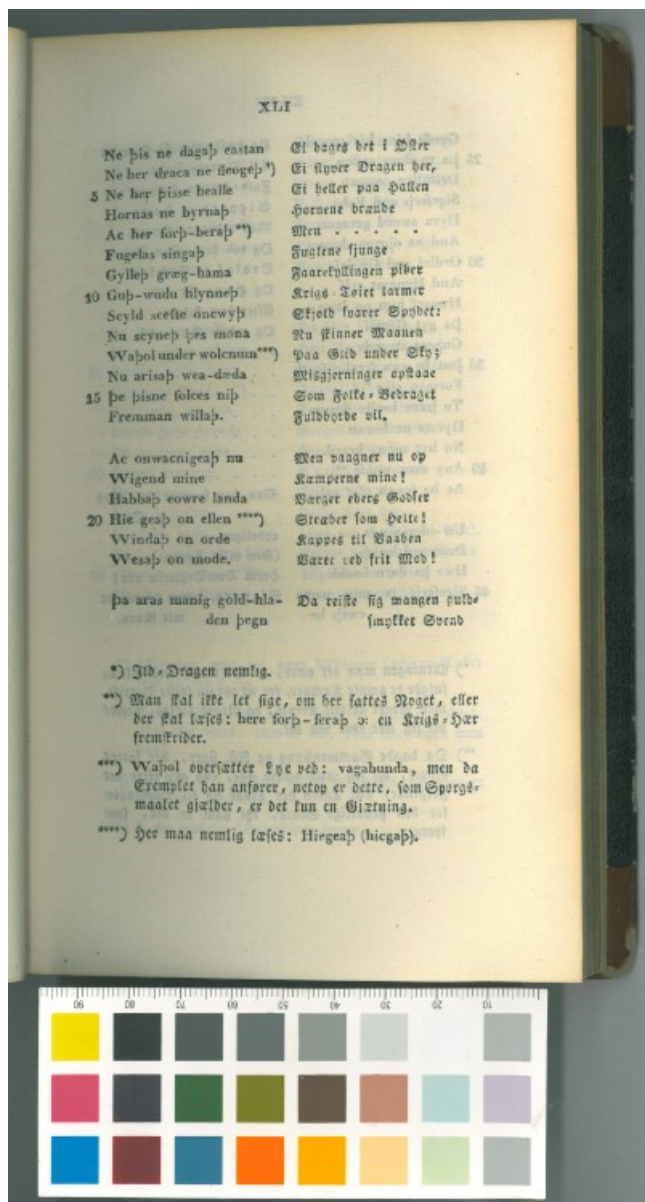 XLI
Ne þis ne dagaþ eastan Ei dages det i Øster
Ne her draca ne fleogeþ *) Ei flyver Dragen her,
5 Ne her þisse healle Ei heller paa Hallen
Hornas ne byrnaþ Hornene brænde
Ac her forþ-beraþ **) Men . . . . .
Fugelas singaþ Fuglene sjunge
Gylleþ græg-hama Faarekyllingen piber
10 Guþ-wudu hlynneþ Krigs Tøiet larmer
Scyld scefte oncwyþ Skjold svarer Spydet:
Nu scyneþ þes mona Nu skinner Maanen
Waþol under wolcnum ***) Paa Glid under Sky;
Nu arisaþ wea-dæda Misgjerninger opstaae
15 þe þisne folces niþ Som Folke-Bedraget
Fremman willaþ. Fuldbyrde vil.
Ac onwacnigeaþ nu Men vaagner nu op
Wigend mine Kæmperne mine!
Habbaþ eowre landa Værger eders Godser
20 Hie geaþ on ellen ****) Stræber som Helte!
Windaþ on orde Kappes til Vaaben
Wesaþ on mode. Værer ved frit Mod!
þa aras manig gold-hla- Da reiste sig mangen guld-
den þegn smykket Svend
*) Ild-Dragen nemlig.
**) Man skal ikke let sige, om her fattes Noget, eller
der skal læses: here forþ-feraþ ɔ: en Krigs-Hær
fremskrider.
***) Waþol oversætter Lye ved: vagabunda, men da
Exemplet han anfører, netop er dette, som Spørgs-
maalet gjælder, er det kun en Gjætning.
****) Her maa nemlig læses: Hiegeaþ (hicgaþ).
90 80 70 60 50 40 30 20 10